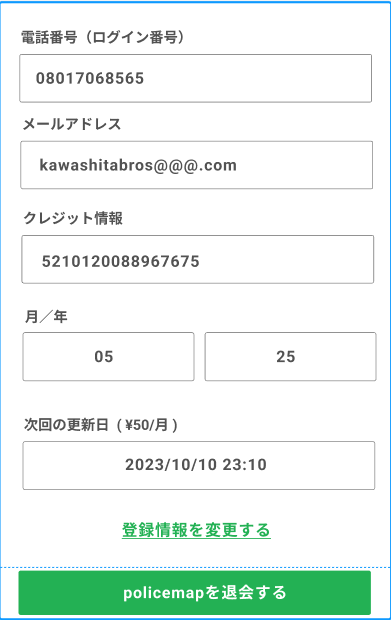 電話番号（ログイン番号）
08017068565
メールアドレス
kawashitabros@@@.com
クレジット情報
5210120088967675
月／年
05
25
次回の更新日 ( ¥50/月 )
2023/10/10 23:10
登録情報を変更する
policemapを退会する